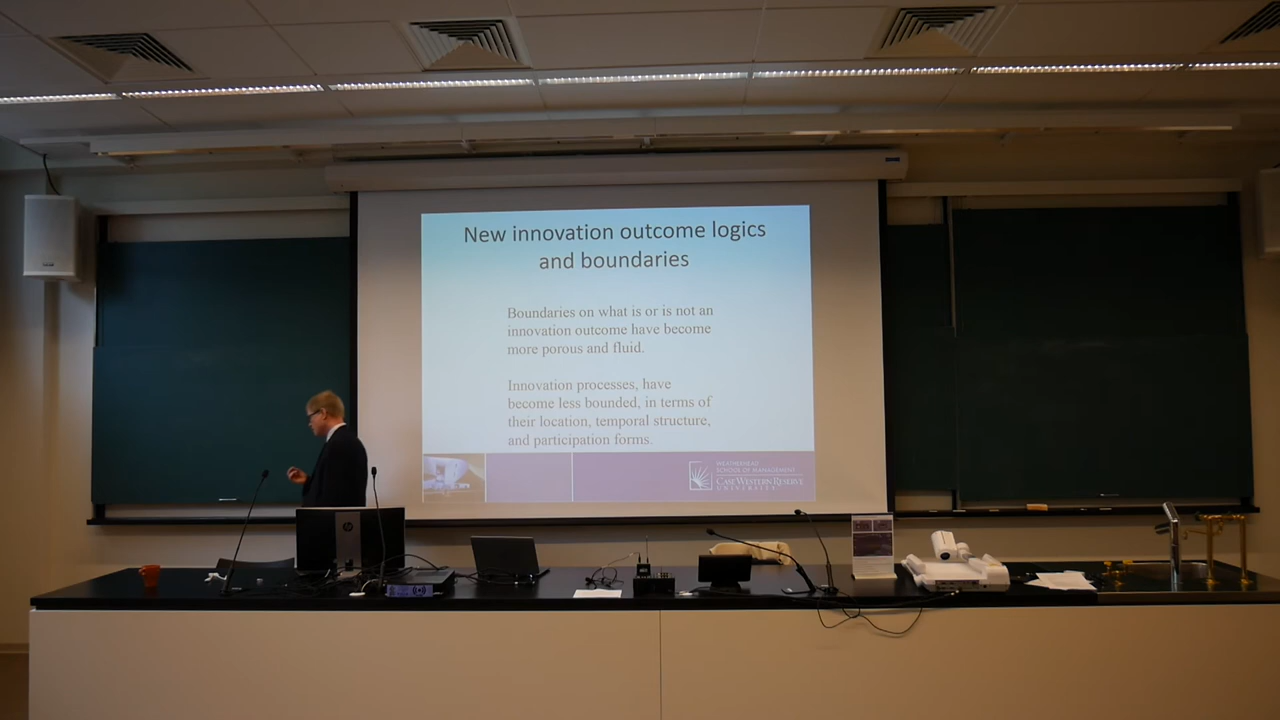 New innovation outcome logics
and boundaries
Boundaries on what is or is not an
innovation outcome have become
more porous and fluid.
Innovation processes, have
become less bounded, in terms of
their location, temporal structure,
and participation forms.
WEATHERHEAD
SCHOOL OF MANAGEMENT
CASE WESTERN RESERVE
UNIVERSITY
hp